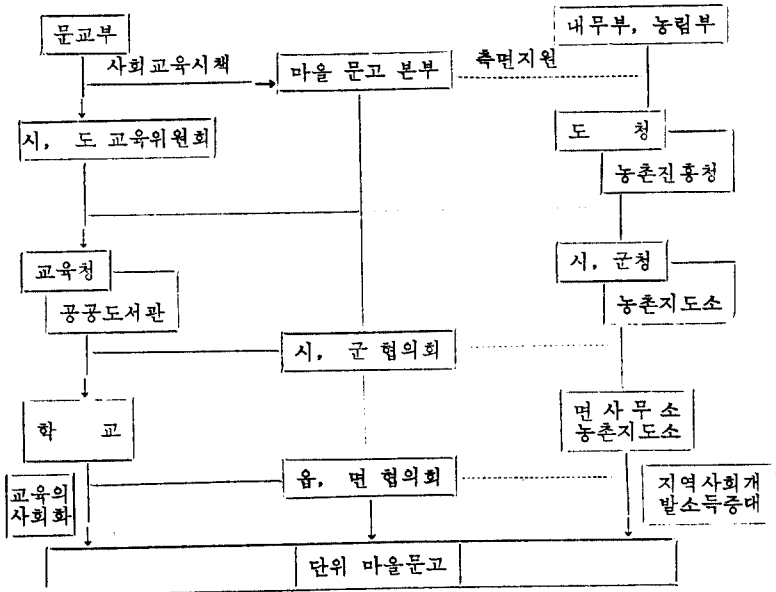 문교부
내무부, 농림부
사회교육시책
마을 문고 본부
측면지원
시, 도 교육위원회
도 청
농촌진흥청
교육청
공공도서관
시, 군청
농촌지도소
시, 군 협의회
학 교
면 사 무 소
농촌지도소
교육의
사회화
읍, 면 협의회
지역사회개
발소득증대
단위 마을문고